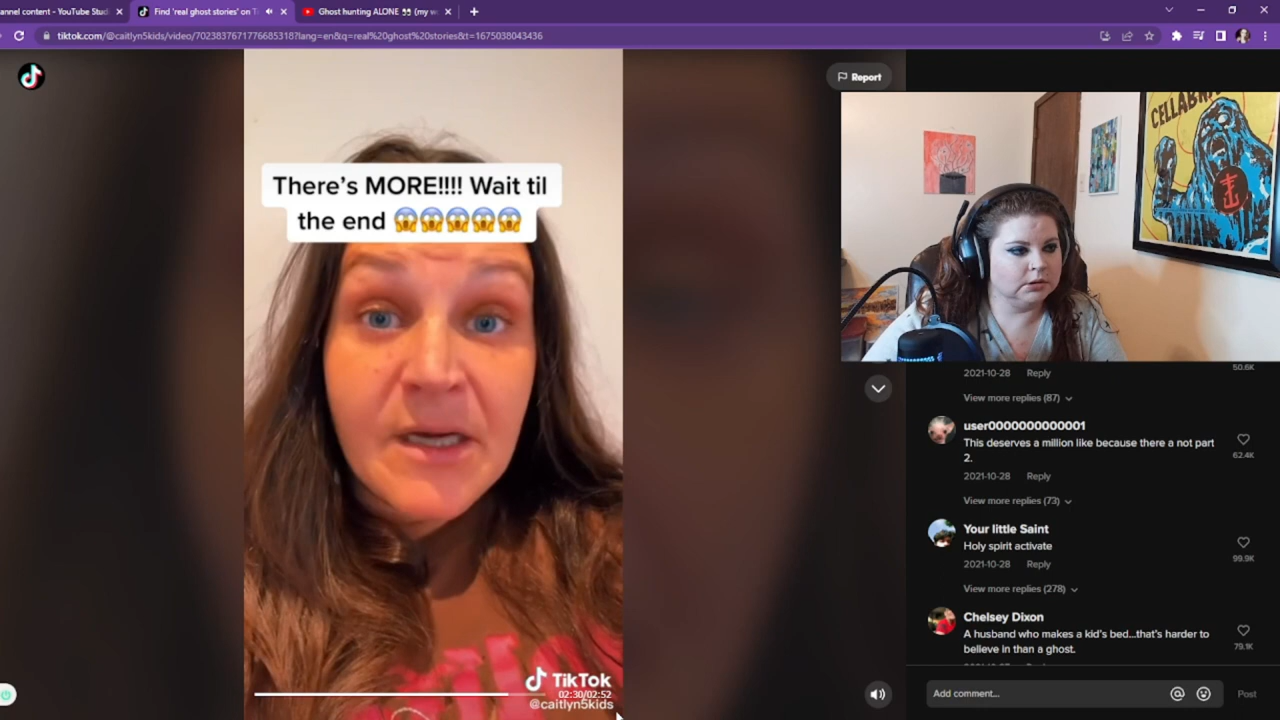 annel content - YouTube Stud
Find 'real ghost stories' on T
Ghost hunting ALONE 👀 (my w
tiktok.com/@caitlyn5kids/video/7023837671776685318?lang=en&q=real%20ghost%20stories&t=1675038043436
Report
CELLABR
There's MORE!!!! Wait til
the end 😱😱😱😱😱
2021-10-28 Reply
50.6K
View more replies (87)
user0000000000001
This deserves a million like because there a not part
2.
62.4K
2021-10-28 Reply
View more replies (73)
Your little Saint
Holy spirit activate
99.9K
2021-10-28 Reply
View more replies (278)
Chelsey Dixon
A husband who makes a kid's bed...that's harder to
believe in than a ghost.
79.1K
TikTok
02:30/02:52
@caitlyn5kids
Add comment...
Post